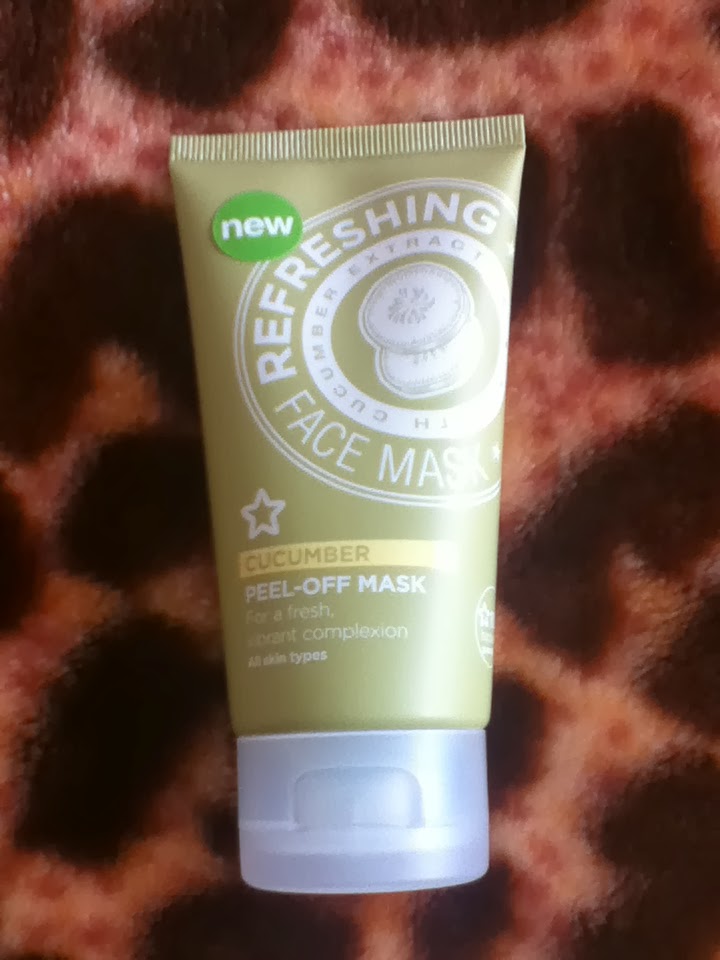 new
REFRESHING
FACE MASK
CUCUMBER EXTRACT
CUCUMBER
PEEL-OFF MASK
For a fresh,
vibrant complexion
All skin types